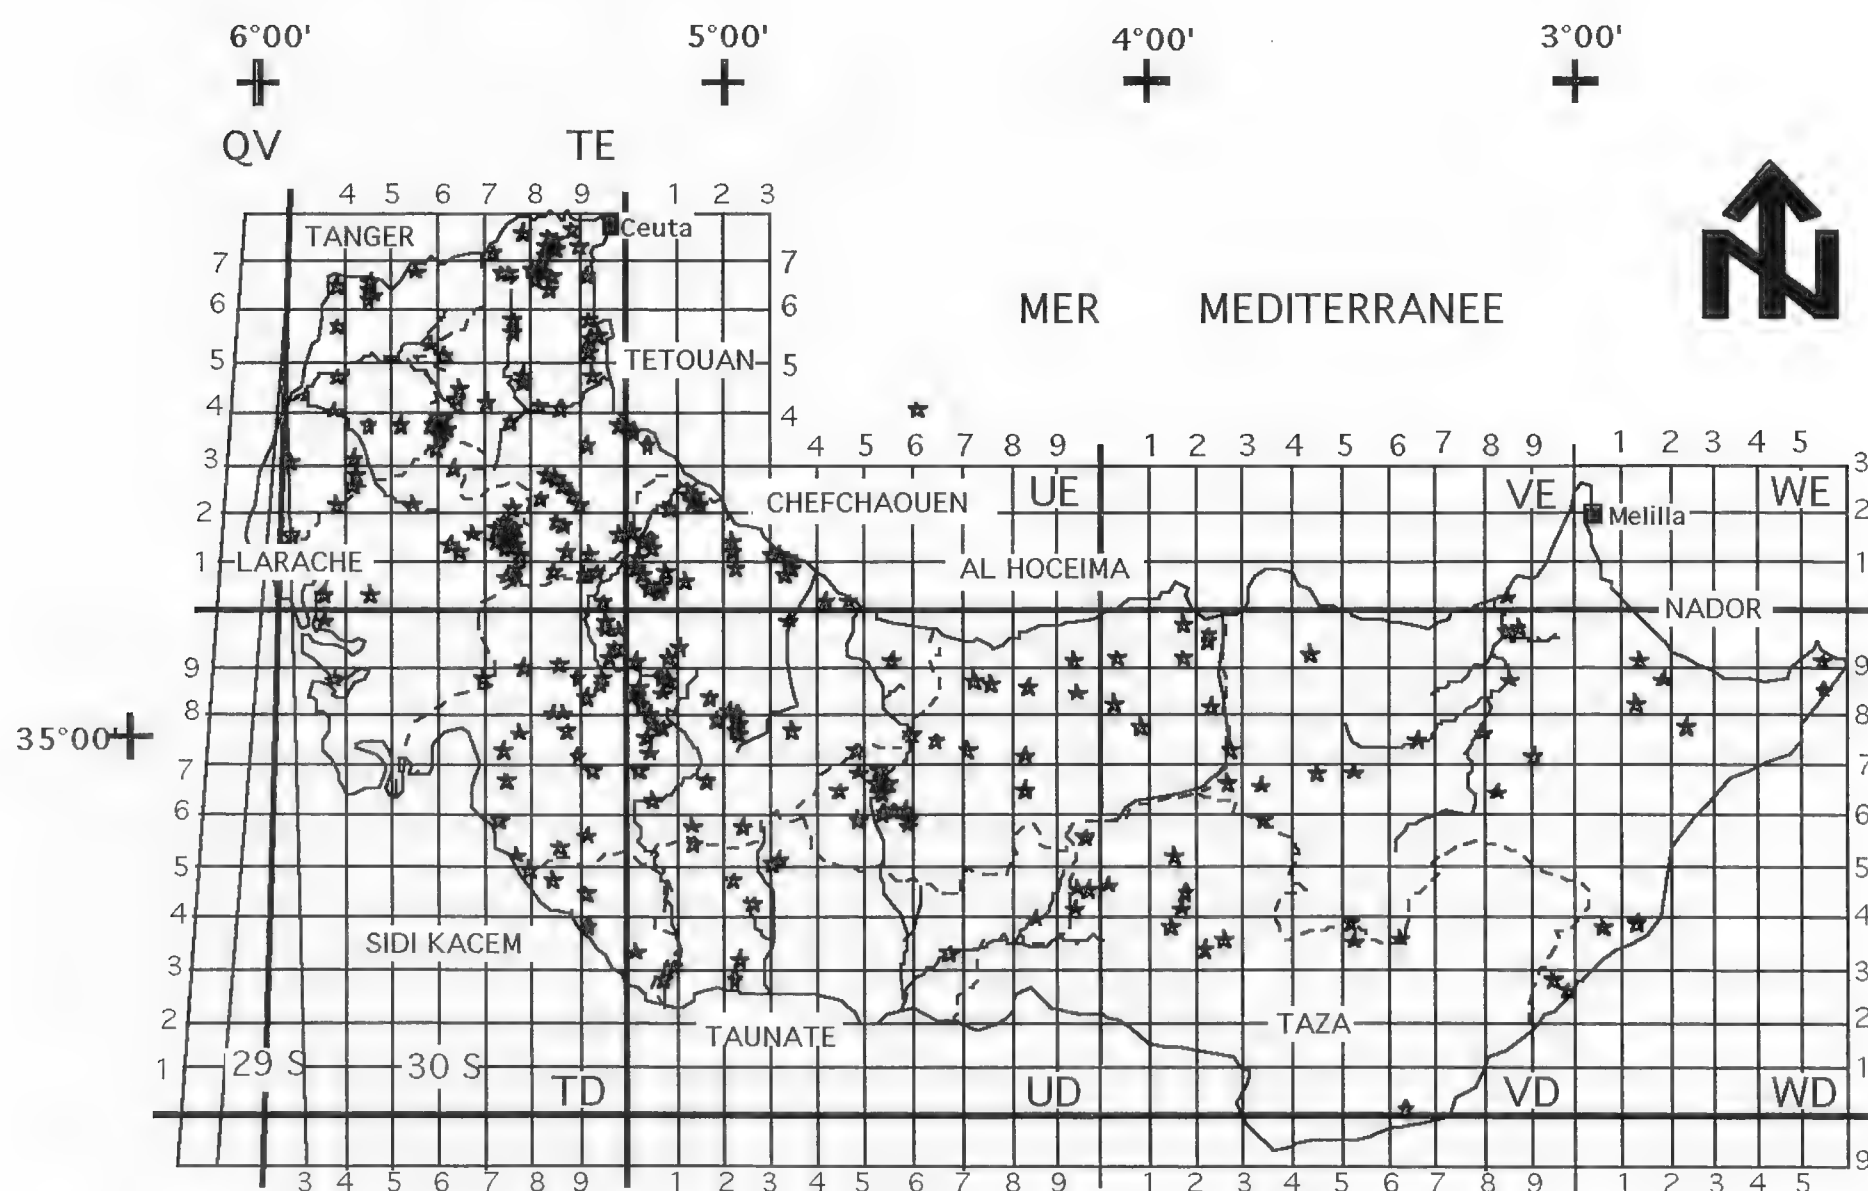 6°00' 5°00' 4°00' 3°00'
QV TE
4 5 6 7 8 9 1 2 3
TANGER Ceuta
N
7 7
6 6
MER MEDITERRANEE
5 TETOUAN 5
4 4
4 5 6 7 8 9 1 2 3 4 5 6 7 8 9 1 2 3 4 5
3 3
CHEFCHAOUEN UE VE WE
2 Melilla 2
1 LARACHE AL HOCEIMA 1
NADOR
9 9
8 8
35°00'
7 7
6 6
5 5
4 4
SIDI KACEM
3 3
2 TAUNATE TAZA 2
1 29 S 30 S 1
TD UD VD WD
9
3 4 5 6 7 8 9 1 2 3 4 5 6 7 8 9 1 2 3 4 5 6 7 8 9 1 2 3 4 5